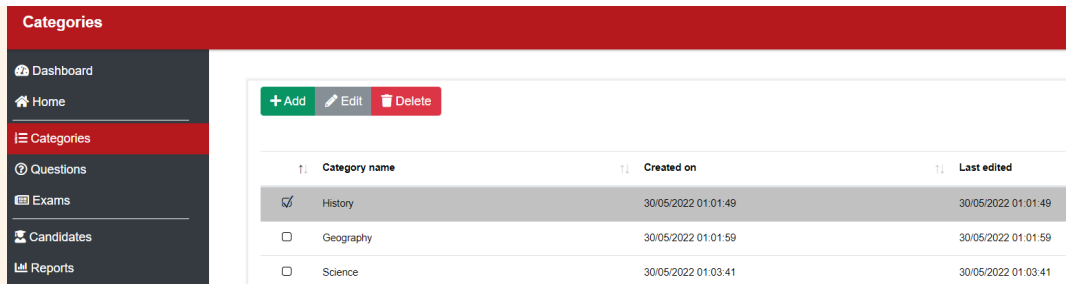 Categories
Dashboard
Home
Categories
Questions
Exams
Candidates
Reports
Add Edit Delete
Category name Created on Last edited
History 30/05/2022 01:01:49 30/05/2022 01:01:49
Geography 30/05/2022 01:01:59 30/05/2022 01:01:59
Science 30/05/2022 01:03:41 30/05/2022 01:03:41